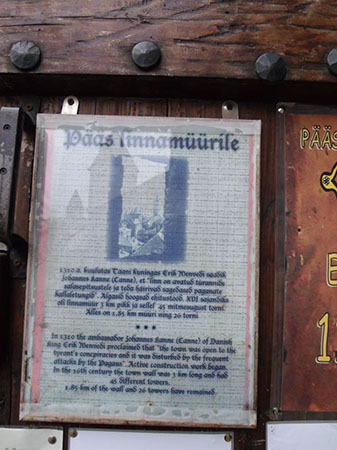 Pääs linnamüürile
1310 a. kuulutas Taani kuningas Erik Menvedi saadik
Johannes Kanne (Canne), et "linn on avatud türannlik
salasepitsustele ja teda häirivad sagedased paganate
kallaletungid". Algasid hoogsad ehitustööd. XVI sajandiks
oli linnamüür 3 km pikk ja sellel 45 mitmesugust torni.
Alles on 1,85 km müüri ning 26 torni
* * *
In 1310 the ambassador Johannes Kanne (Canne) of Danish
king Erik Menvedi proclaimed that "the town was open to the
tyrant's conspiracies and it was disturbed by the frequent
attacks by the Pagans". Active construction work began.
In the 16th century the town wall was 3 km long and had
45 different towers.
1.85 km of the wall and 26 towers have remained.
PÄÄS